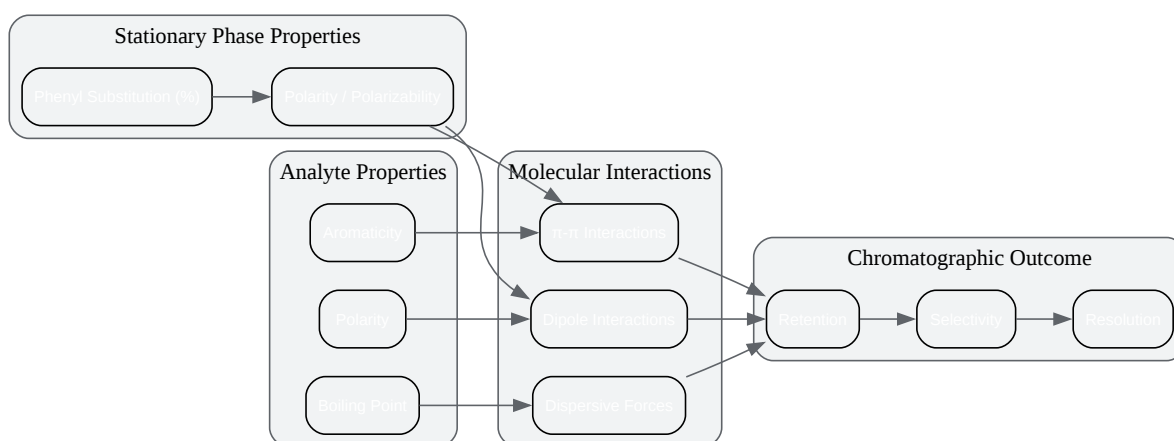 Stationary Phase Properties
Phenyl Substitution (%)
Polarity / Polarizability
Analyte Properties
Aromaticity
Polarity
Boiling Point
Molecular Interactions
π-π Interactions
Dipole Interactions
Dispersive Forces
Chromatographic Outcome
Retention
Selectivity
Resolution